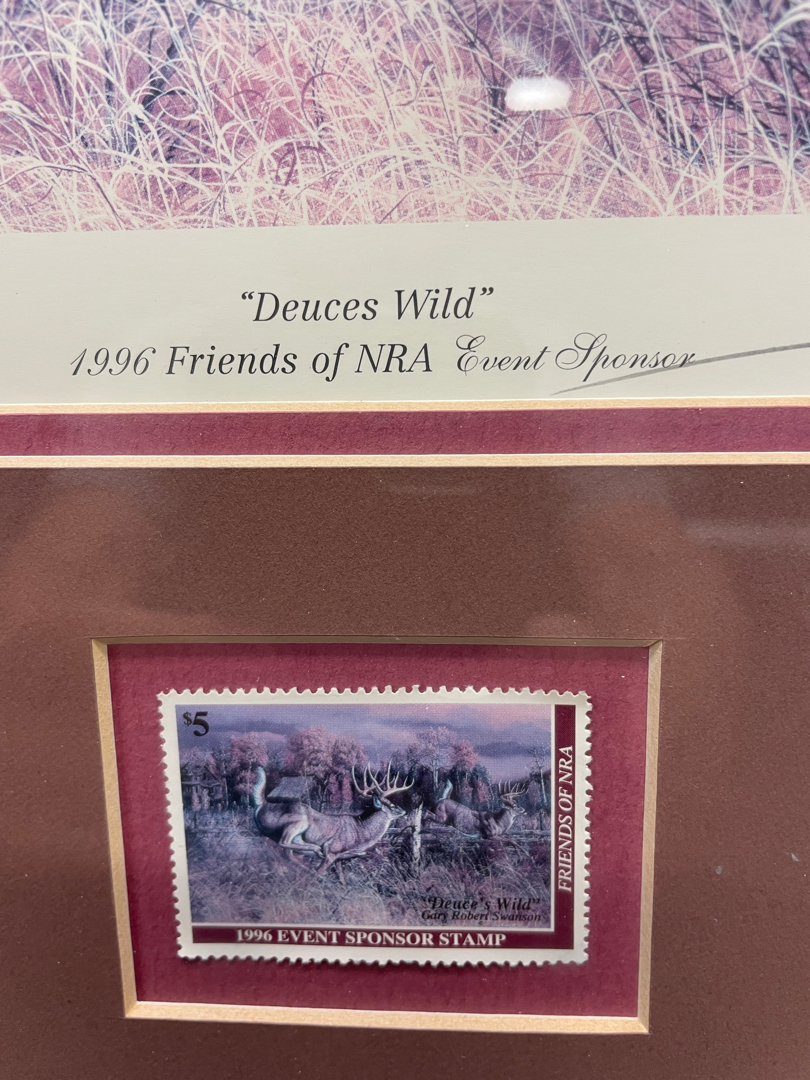 "Deuces Wild"
1996 Friends of NRA Event Sponsor
$5
FRIENDS OF NRA
"Deuce's Wild"
Gary Robert Swanson
1996 EVENT SPONSOR STAMP